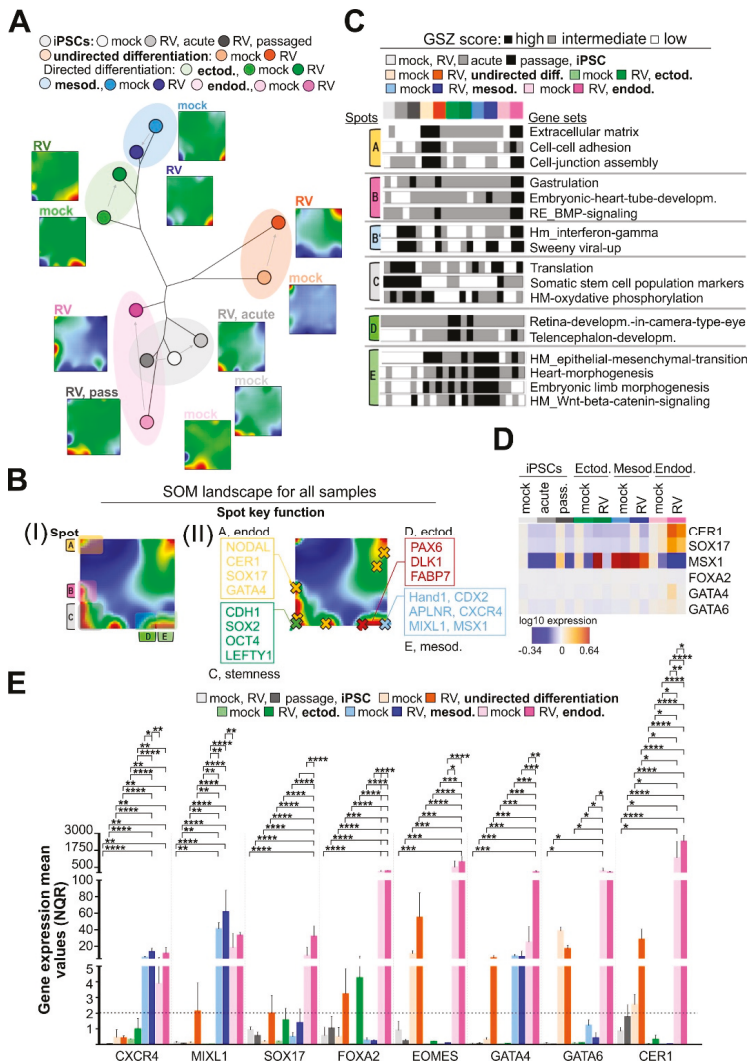 A
iPSCs: mock RV, acute RV, passaged
undirected differentiation: mock RV
Directed differentiation: ectod., mock RV
mesod., mock RV endod., mock RV
mock
RV
RV
mock
RV
mock
RV
RV, acute
mock
RV, pass
mock
B
SOM landscape for all samples
Spot key function
(I) Spot
A
B
C
D E
(II)
A, endod
NODAL
CER1
SOX17
GATA4
CDH1
SOX2
OCT4
LEFTY1
C, stemness
D, ectod
PAX6
DLK1
FABP7
Hand1, CDX2
APLNR, CXCR4
MIXL1, MSX1
E, mesod.
C
GSZ score: high intermediate low
mock, RV, acute passage, iPSC
mock RV, undirected diff. mock RV, ectod.
mock RV, mesod. mock RV, endod.
Spots Gene sets
A
Extracellular matrix
Cell-cell adhesion
Cell-junction assembly
B
Gastrulation
Embryonic-heart-tube-developm.
RE_BMP-signaling
B'
Hm_interferon-gamma
Sweeny viral-up
C
Translation
Somatic stem cell population markers
HM-oxydative phosphorylation
D
Retina-developm.-in-camera-type-eye
Telencephalon-developm.
E
HM_epithelial-mesenchymal-transition
Heart-morphogenesis
Embryonic limb morphogenesis
HM_Wnt-beta-catenin-signaling
D
iPSCs Ectod. Mesod. Endod.
mock acute pass. mock RV mock RV mock RV
CER1
SOX17
MSX1
FOXA2
GATA4
GATA6
log10 expression
-0.34 0 0.64
E
mock, RV, passage, iPSC mock RV, undirected differentiation
mock RV, ectod. mock RV, mesod. mock RV, endod.
Gene expression mean
values (NQR)
3000
1750
500
100
80
60
40
20
5
4
2
1
CXCR4 MIXL1 SOX17 FOXA2 EOMES GATA4 GATA6 CER1